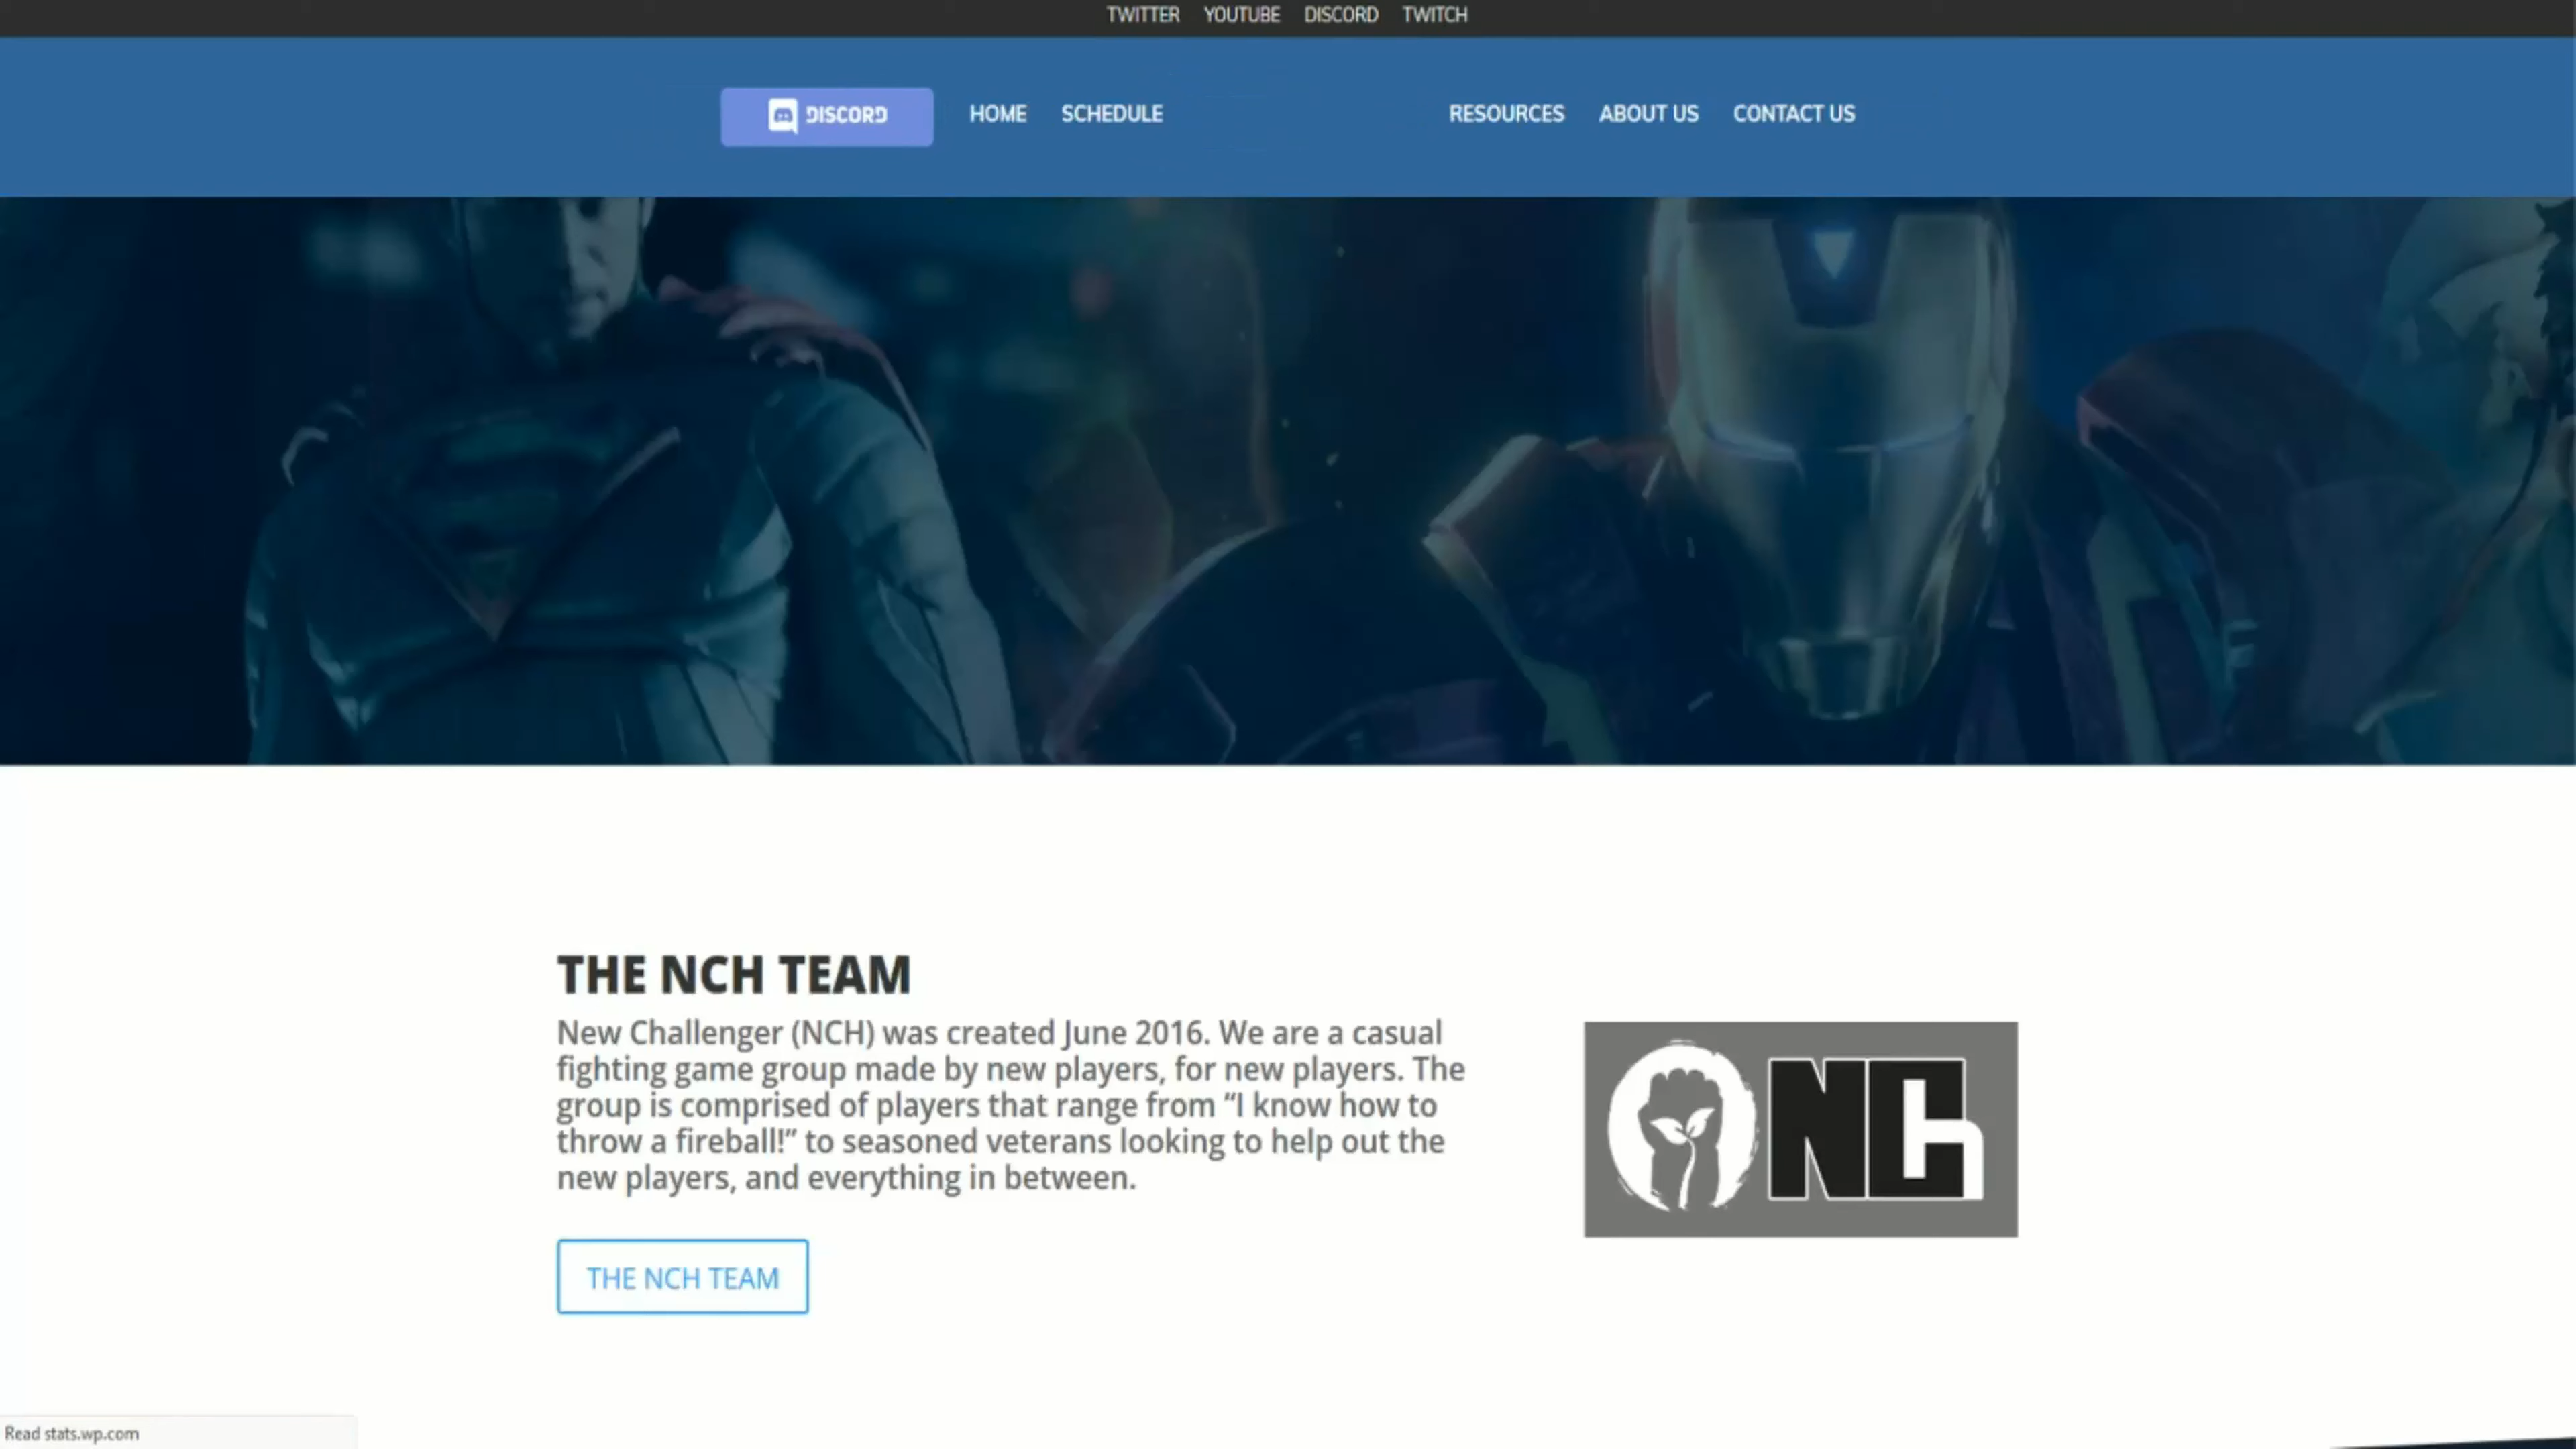 TWITTER YOUTUBE DISCORD TWITCH
DISCORD HOME SCHEDULE RESOURCES ABOUT US CONTACT US
THE NCH TEAM
New Challenger (NCH) was created June 2016. We are a casual
fighting game group made by new players, for new players. The
group is comprised of players that range from “I know how to
throw a fireball!” to seasoned veterans looking to help out the
new players, and everything in between.
NCh
THE NCH TEAM
Read stats.wp.com